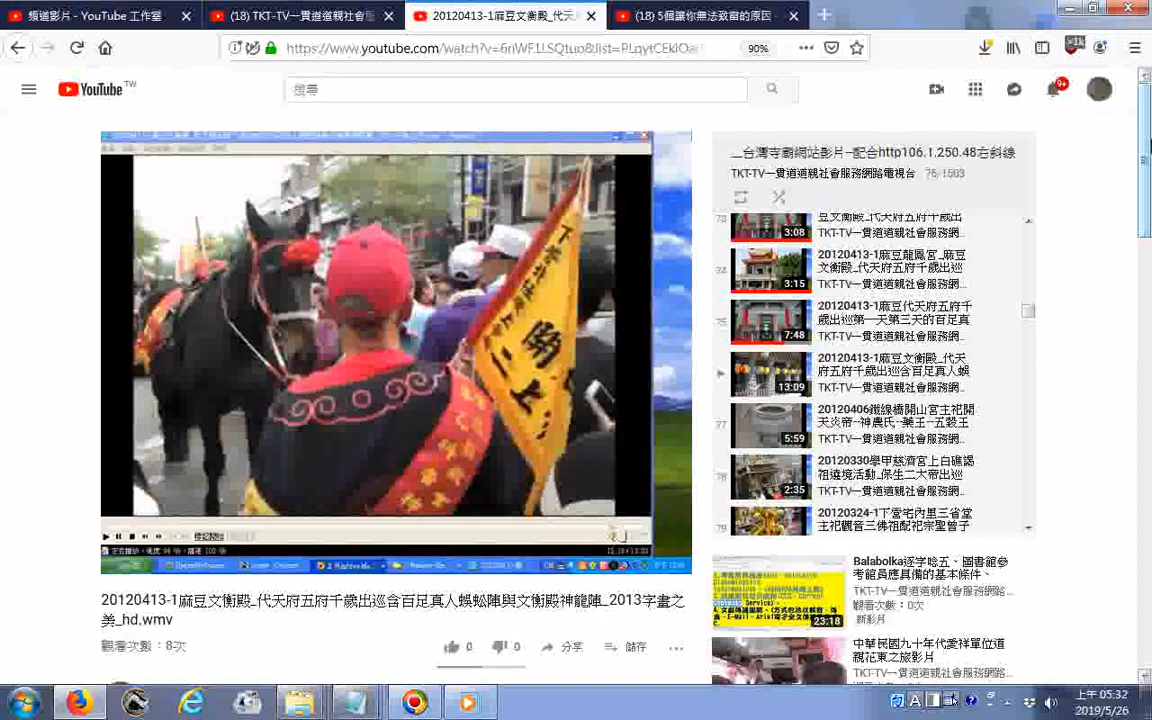 頻道影片 - YouTube 工作室
(18) TKT-TV一貫道道親社會
20120413-1麻豆文衡殿_代天
(18) 5個讓你無法致富的原因
https://www.youtube.com/watch?v=
90%
YouTube TW
搜尋
9+
二台灣寺廟網站影片--配合http106.1.250.48右斜線
TKT-TV一貫道道親社會服務網路電視台
豆文衡殿_代天府五府千歲出
TKT-TV一貫道道親社會服務網..
3:08
20120413-1麻豆龍鳳宮_麻豆
文衡殿_代天府五府千歲出巡
TKT-TV一貫道道親社會服務網..
3:15
20120413-1麻豆代天府五府千
歲出巡第一天第三天的百足真
TKT-TV一貫道道親社會服務網..
7:48
20120413-1麻豆文衡殿_代天
府五府千歲出巡含百足真人蜈
TKT-TV一貫道道親社會服務網..
13:09
77
20120406鐵線橋開山宮主祀開
天炎帝--神農氏--藥王--五穀王
TKT-TV一貫道道親社會服務網..
5:59
78
20120330學甲慈濟宮上白礁謁
祖遶境活動_保生二大帝出巡
TKT-TV一貫道道親社會服務網..
2:35
79
20120324-1下營宅內里三省堂
主祀觀音三佛祖配祀宗聖曾子
開
二上
20120413-1麻豆文衡殿_代天府五府千歲出巡含百足真人蜈蚣陣與文衡殿神龍陣_2013字畫之
美_hd.wmv
觀看次數：8次
0
0
分享
儲存
Balabolka逐字唸五、圖書館參
考館員應具備的基本條件、
TKT-TV一貫道道親社會服務網路...
觀看次數：0次
新影片
23:18
中華民國九十年代愛祥單位道
親花東之旅影片
TKT-TV一貫道道親社會服務網路...
上午 05:32
2019/5/26